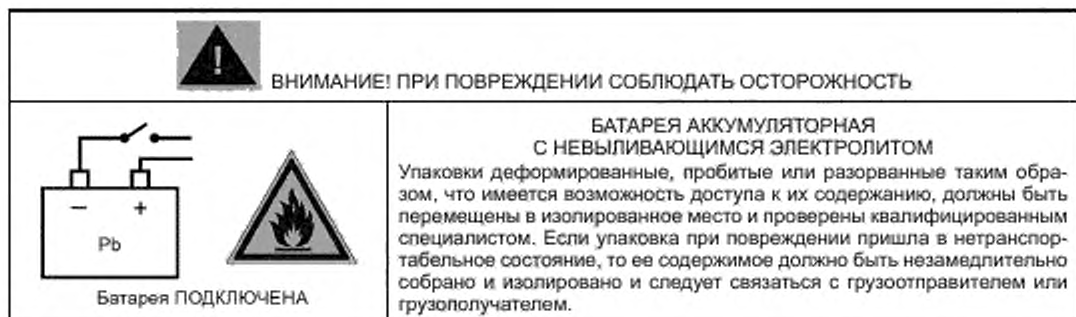 !
ВНИМАНИЕ! ПРИ ПОВРЕЖДЕНИИ СОБЛЮДАТЬ ОСТОРОЖНОСТЬ
− +
Pb
Батарея ПОДКЛЮЧЕНА
БАТАРЕЯ АККУМУЛЯТОРНАЯ
С НЕВЫЛИВАЮЩИМСЯ ЭЛЕКТРОЛИТОМ
Упаковки деформированные, пробитые или разорванные таким обра-
зом, что имеется возможность доступа к их содержанию, должны быть
перемещены в изолированное место и проверены квалифицированным
специалистом. Если упаковка при повреждении пришла в нетранспор-
табельное состояние, то ее содержимое должно быть незамедлительно
собрано и изолировано и следует связаться с грузоотправителем или
грузополучателем.